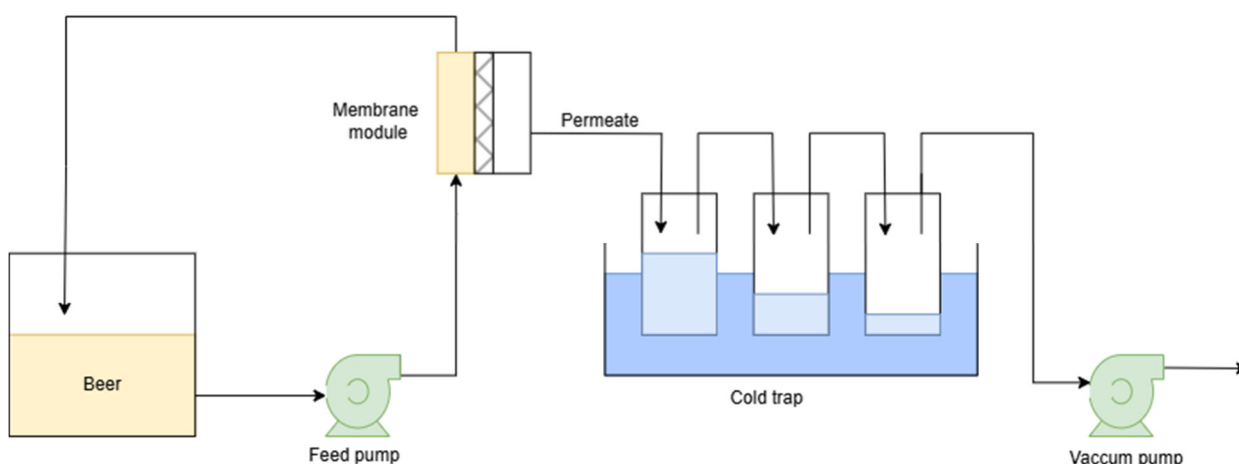 Membrane
module
Permeate
Beer
Feed pump
Cold trap
Vaccum pump